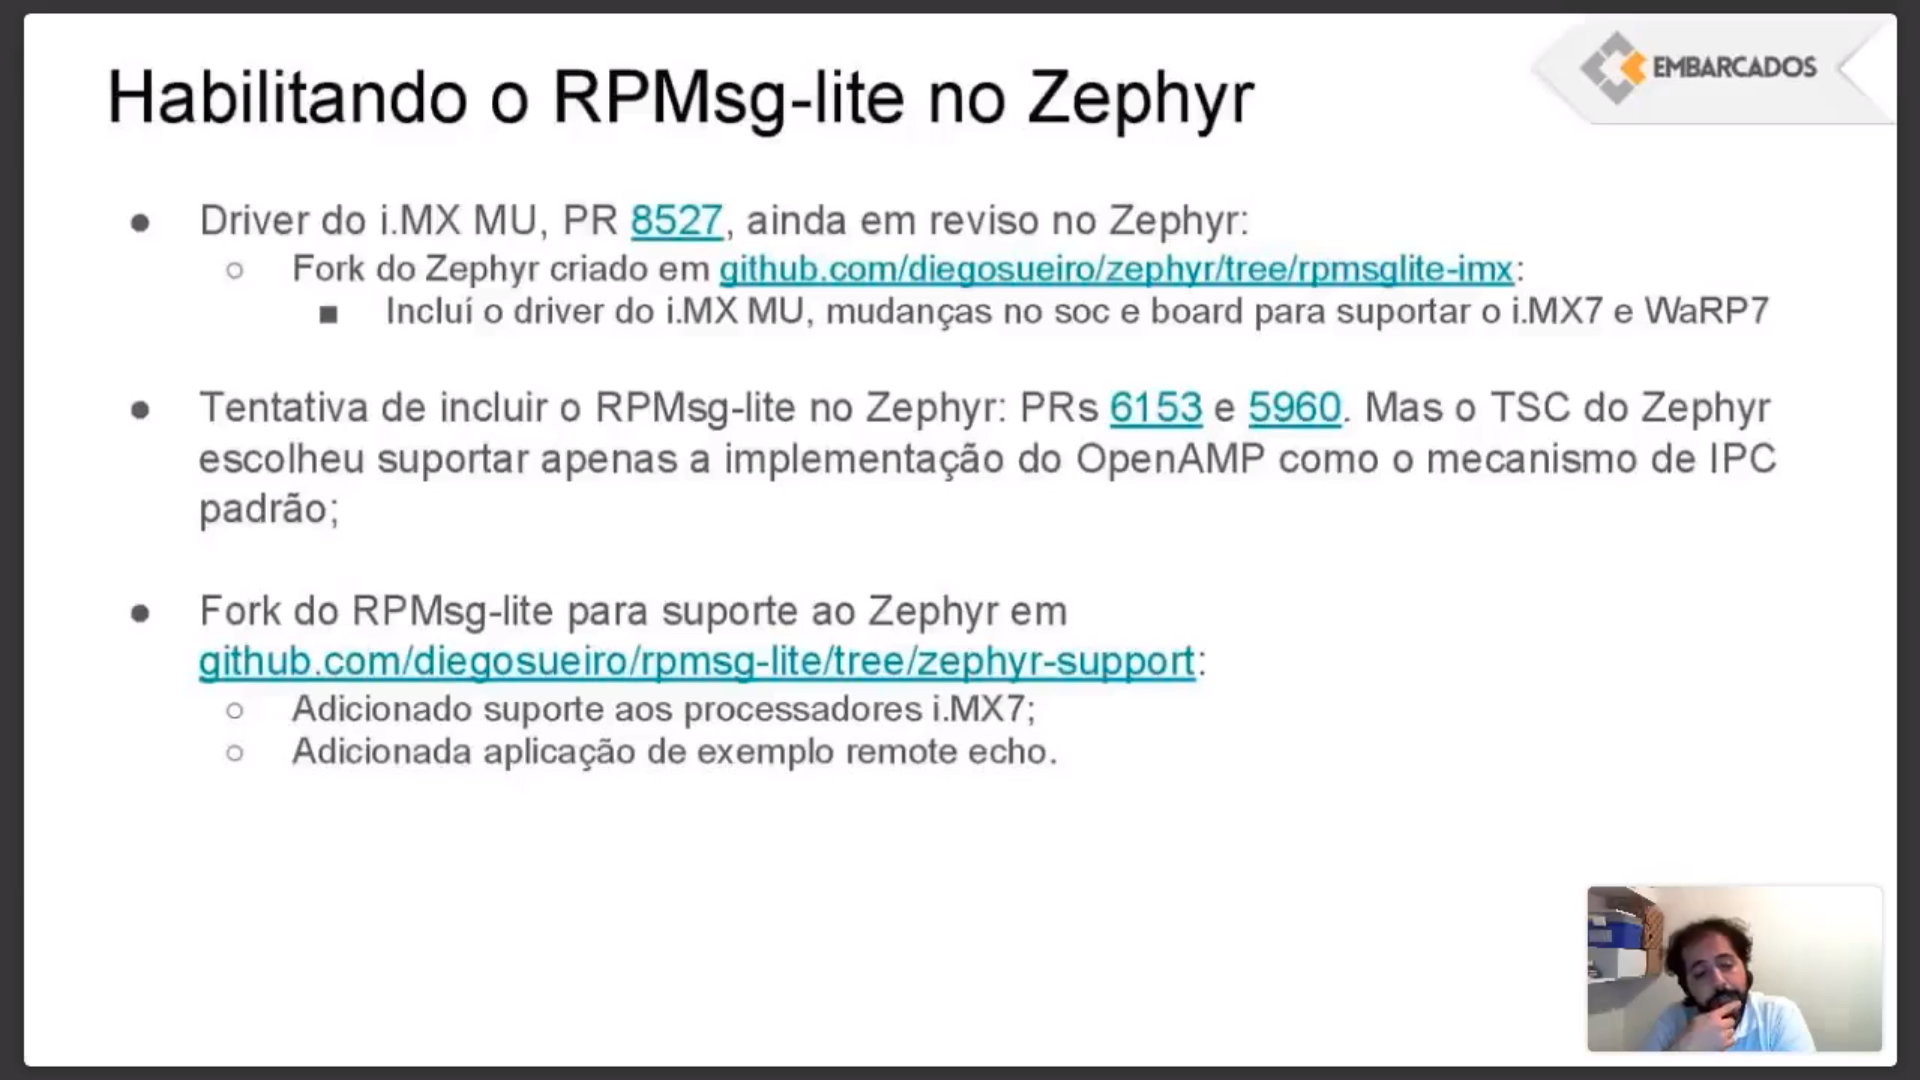 Habilitando o RPMsg-lite no Zephyr
EMBARCADOS
● Driver do i.MX MU, PR 8527, ainda em reviso no Zephyr:
○ Fork do Zephyr criado em github.com/diegosueiro/zephyr/tree/rpmsglite-imx:
■ Incluí o driver do i.MX MU, mudanças no soc e board para suportar o i.MX7 e WaRP7
● Tentativa de incluir o RPMsg-lite no Zephyr: PRs 6153 e 5960. Mas o TSC do Zephyr
escolheu suportar apenas a implementação do OpenAMP como o mecanismo de IPC
padrão;
● Fork do RPMsg-lite para suporte ao Zephyr em
github.com/diegosueiro/rpmsg-lite/tree/zephyr-support:
○ Adicionado suporte aos processadores i.MX7;
○ Adicionada aplicação de exemplo remote echo.